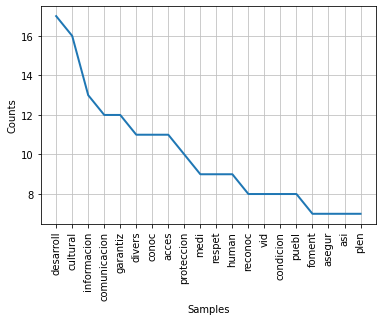 16
14
12
10
8
Counts
desarroll
cultural
informacion
comunicacion
garantiz
divers
conoc
acces
proteccion
medi
respet
human
reconoc
vid
condicion
puebl
foment
asegur
asi
plen
Samples